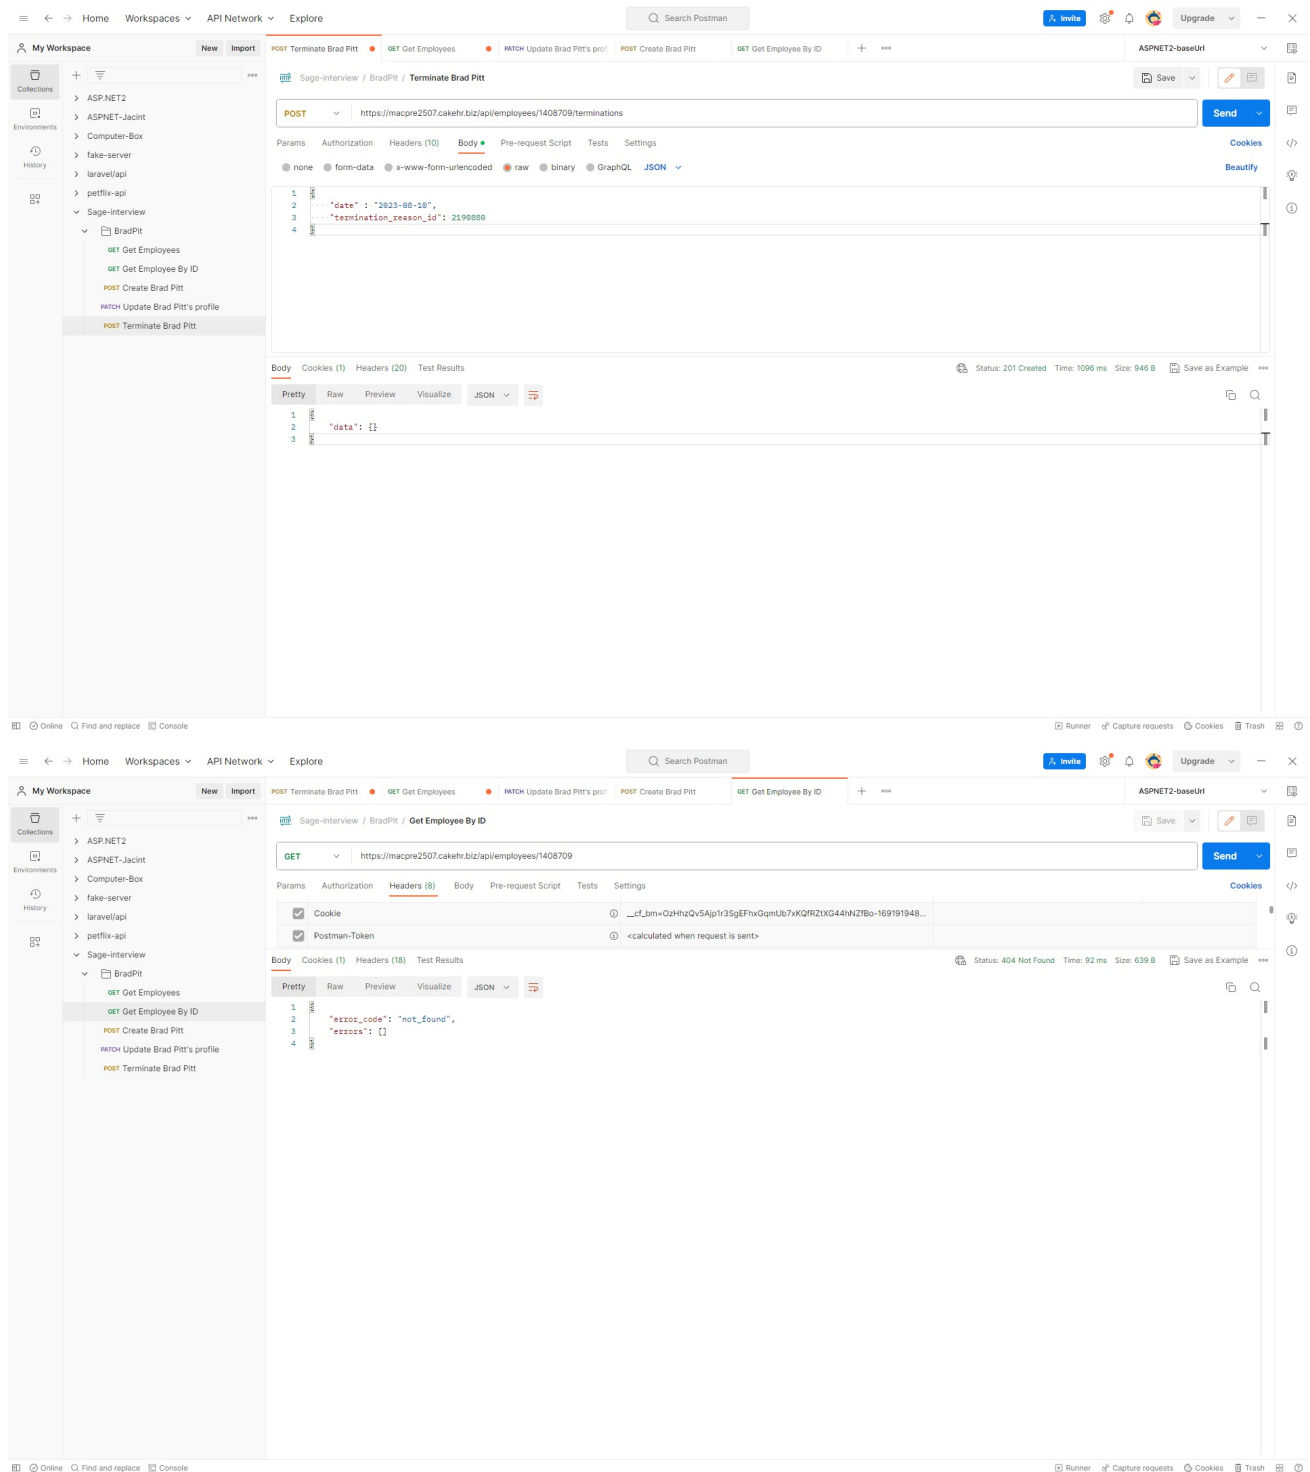 Home Workspaces API Network Explore Search Postman Invite Upgrade
My Workspace New Import POST Terminate Brad Pitt GET Get Employees PATCH Update Brad Pitt's prof POST Create Brad Pitt GET Get Employee By ID ASPNET2-baseUrl
Collections
Environments
History
ASP.NET2
ASPNET-Jacint
Computer-Box
fake-server
laravel/api
petflix-api
Sage-interview
BradPit
GET Get Employees
GET Get Employee By ID
POST Create Brad Pitt
PATCH Update Brad Pitt's profile
POST Terminate Brad Pitt
Sage-interview / BradPit / Terminate Brad Pitt Save
POST https://macpre2507.cakehr.biz/api/employees/1408709/terminations Send
Params Authorization Headers (10) Body Pre-request Script Tests Settings Cookies
none form-data x-www-form-urlencoded raw binary GraphQL JSON Beautify
1 {
2 "date" : "2023-08-10",
3 "termination_reason_id": 2190880
4 }
Body Cookies (1) Headers (20) Test Results Status: 201 Created Time: 1096 ms Size: 946 B Save as Example
Pretty Raw Preview Visualize JSON
1 {
2 "data": {}
3 }
Online Find and replace Console Runner Capture requests Cookies Trash
Home Workspaces API Network Explore Search Postman Invite Upgrade
My Workspace New Import POST Terminate Brad Pitt GET Get Employees PATCH Update Brad Pitt's prof POST Create Brad Pitt GET Get Employee By ID ASPNET2-baseUrl
Collections
Environments
History
ASP.NET2
ASPNET-Jacint
Computer-Box
fake-server
laravel/api
petflix-api
Sage-interview
BradPit
GET Get Employees
GET Get Employee By ID
POST Create Brad Pitt
PATCH Update Brad Pitt's profile
POST Terminate Brad Pitt
Sage-interview / BradPit / Get Employee By ID Save
GET https://macpre2507.cakehr.biz/api/employees/1408709 Send
Params Authorization Headers (8) Body Pre-request Script Tests Settings Cookies
Cookie __cf_bm=OzHhzQv5Ajp1r3SgEFhxGqmUb7xKQfRZtXG44hNZfBo-169191948...
Postman-Token <calculated when request is sent>
Body Cookies (1) Headers (18) Test Results Status: 404 Not Found Time: 92 ms Size: 639 B Save as Example
Pretty Raw Preview Visualize JSON
1 {
2 "error_code": "not_found",
3 "errors": []
4 }
Online Find and replace Console Runner Capture requests Cookies Trash